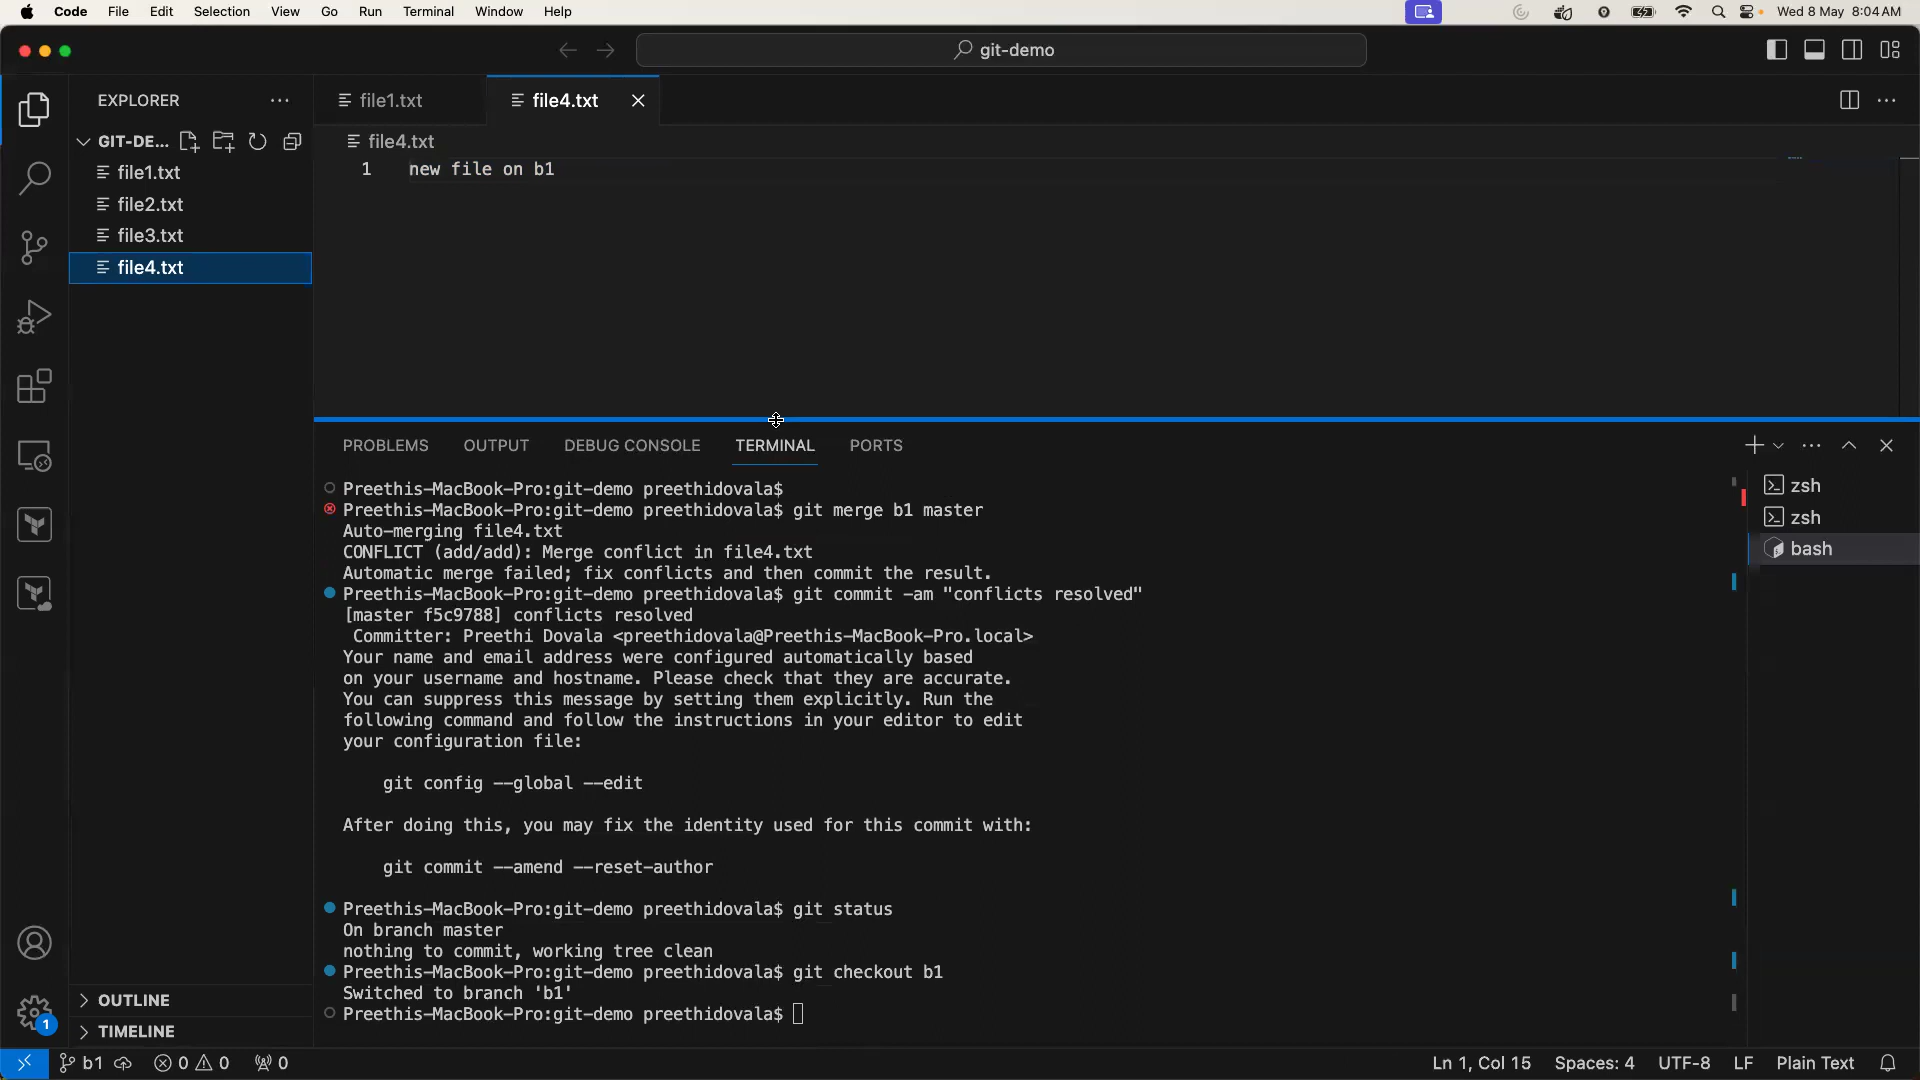 Code File Edit Selection View Go Run Terminal Window Help Wed 8 May 8:04 AM
git-demo
EXPLORER
GIT-DE...
file1.txt
file2.txt
file3.txt
file4.txt
OUTLINE
TIMELINE
file1.txt file4.txt
file4.txt
1 new file on b1
PROBLEMS OUTPUT DEBUG CONSOLE TERMINAL PORTS
Preethis-MacBook-Pro:git-demo preethidovala$
Preethis-MacBook-Pro:git-demo preethidovala$ git merge b1 master
Auto-merging file4.txt
CONFLICT (add/add): Merge conflict in file4.txt
Automatic merge failed; fix conflicts and then commit the result.
Preethis-MacBook-Pro:git-demo preethidovala$ git commit -am "conflicts resolved"
[master f5c9788] conflicts resolved
Committer: Preethi Dovala <preethidovala@Preethis-MacBook-Pro.local>
Your name and email address were configured automatically based
on your username and hostname. Please check that they are accurate.
You can suppress this message by setting them explicitly. Run the
following command and follow the instructions in your editor to edit
your configuration file:
git config --global --edit
After doing this, you may fix the identity used for this commit with:
git commit --amend --reset-author
Preethis-MacBook-Pro:git-demo preethidovala$ git status
On branch master
nothing to commit, working tree clean
Preethis-MacBook-Pro:git-demo preethidovala$ git checkout b1
Switched to branch 'b1'
Preethis-MacBook-Pro:git-demo preethidovala$
zsh
zsh
bash
1
b1 0 0 0 Ln 1, Col 15 Spaces: 4 UTF-8 LF Plain Text